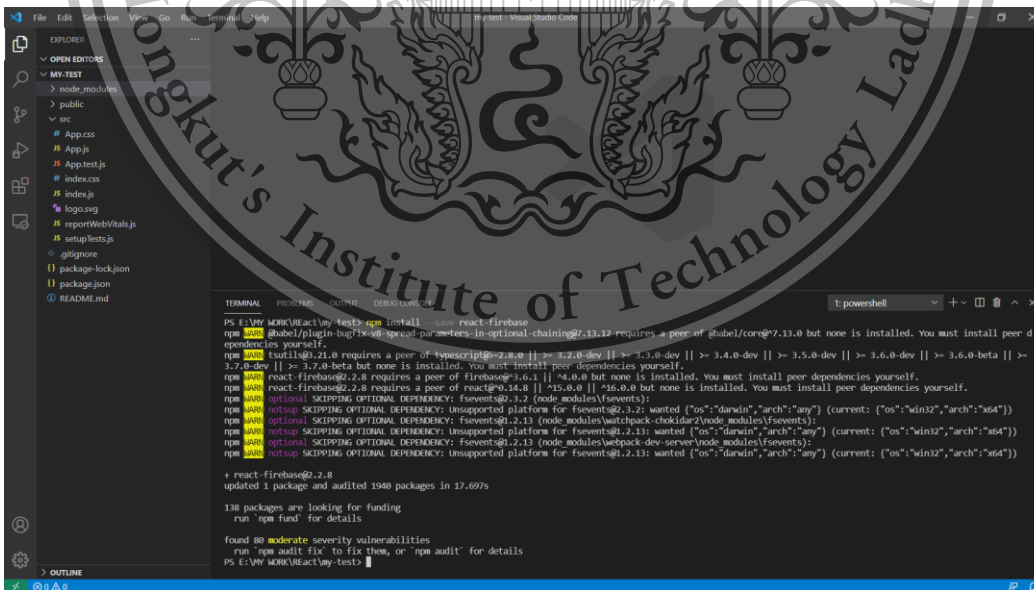 File Edit Selection View Go Run Terminal Help
my-test - Visual Studio Code
EXPLORER
OPEN EDITORS
MY-TEST
node_modules
public
src
# App.css
JS App.js
JS App.test.js
# index.css
JS index.js
logo.svg
JS reportWebVitals.js
JS setupTests.js
.gitignore
{} package-lock.json
{} package.json
README.md
OUTLINE
ongkut's Institute of Technology Lad
TERMINAL PROBLEMS OUTPUT DEBUG CONSOLE
1: powershell
PS E:\MY WORK\REact\my-test> npm install --save react-firebase
npm WARN @babel/plugin-bugfix-v8-spread-parameters-in-optional-chaining@7.13.12 requires a peer of @babel/core@^7.13.0 but none is installed. You must install peer d
ependencies yourself.
npm WARN tsutils@3.21.0 requires a peer of typescript@>=2.8.0 || >= 3.2.0-dev || >= 3.3.0-dev || >= 3.4.0-dev || >= 3.5.0-dev || >= 3.6.0-dev || >= 3.6.0-beta || >=
3.7.0-dev || >= 3.7.0-beta but none is installed. You must install peer dependencies yourself.
npm WARN react-firebase@2.2.8 requires a peer of firebase@^3.6.1 || ^4.0.0 but none is installed. You must install peer dependencies yourself.
npm WARN react-firebase@2.2.8 requires a peer of react@^0.14.8 || ^15.0.0 || ^16.0.0 but none is installed. You must install peer dependencies yourself.
npm WARN optional SKIPPING OPTIONAL DEPENDENCY: fsevents@2.3.2 (node_modules\fsevents):
npm WARN notsup SKIPPING OPTIONAL DEPENDENCY: Unsupported platform for fsevents@2.3.2: wanted {"os":"darwin","arch":"any"} (current: {"os":"win32","arch":"x64"})
npm WARN optional SKIPPING OPTIONAL DEPENDENCY: fsevents@1.2.13 (node_modules\watchpack-chokidar2\node_modules\fsevents):
npm WARN notsup SKIPPING OPTIONAL DEPENDENCY: Unsupported platform for fsevents@1.2.13: wanted {"os":"darwin","arch":"any"} (current: {"os":"win32","arch":"x64"})
npm WARN optional SKIPPING OPTIONAL DEPENDENCY: fsevents@1.2.13 (node_modules\webpack-dev-server\node_modules\fsevents):
npm WARN notsup SKIPPING OPTIONAL DEPENDENCY: Unsupported platform for fsevents@1.2.13: wanted {"os":"darwin","arch":"any"} (current: {"os":"win32","arch":"x64"})
+ react-firebase@2.2.8
updated 1 package and audited 1940 packages in 17.697s
138 packages are looking for funding
run `npm fund` for details
found 80 moderate severity vulnerabilities
run `npm audit fix` to fix them, or `npm audit` for details
PS E:\MY WORK\REact\my-test>
0 0